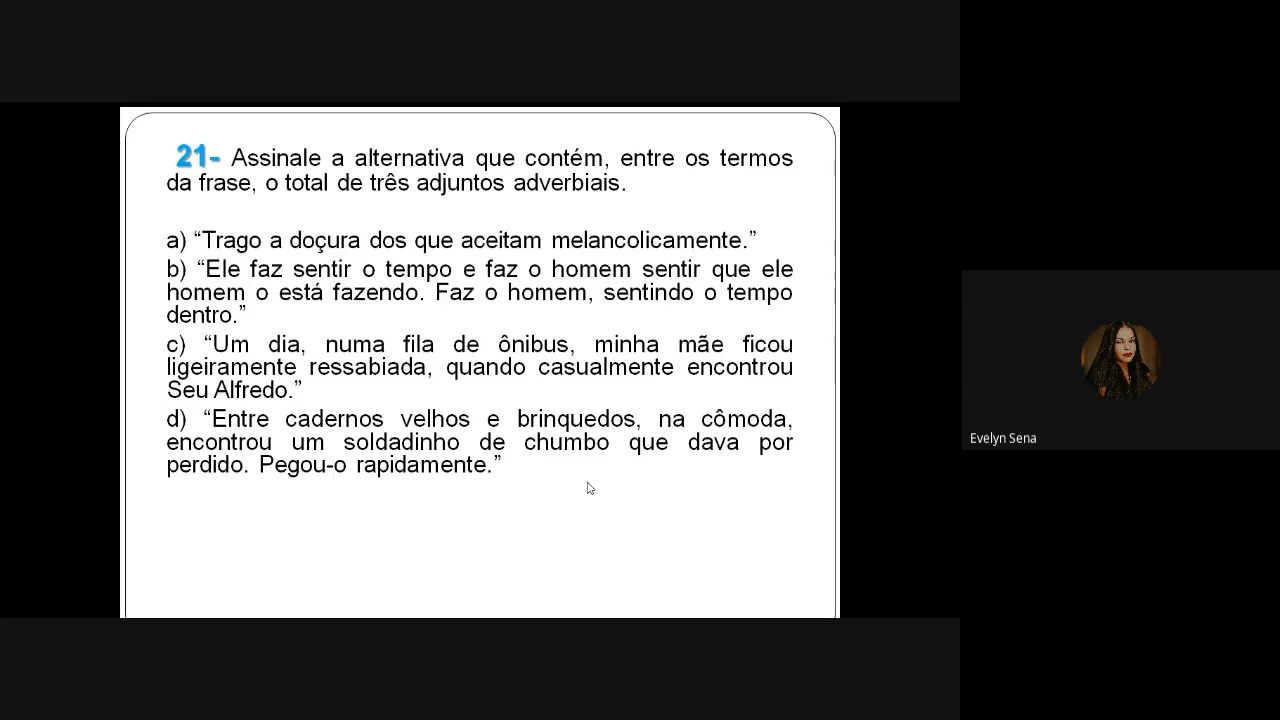 21- Assinale a alternativa que contém, entre os termos
da frase, o total de três adjuntos adverbiais.
a) “Trago a doçura dos que aceitam melancolicamente.”
b) “Ele faz sentir o tempo e faz o homem sentir que ele
homem o está fazendo. Faz o homem, sentindo o tempo
dentro.”
c) “Um dia, numa fila de ônibus, minha mãe ficou
ligeiramente ressabiada, quando casualmente encontrou
Seu Alfredo.”
d) “Entre cadernos velhos e brinquedos, na cômoda,
encontrou um soldadinho de chumbo que dava por
perdido. Pegou-o rapidamente.”
Evelyn Sena